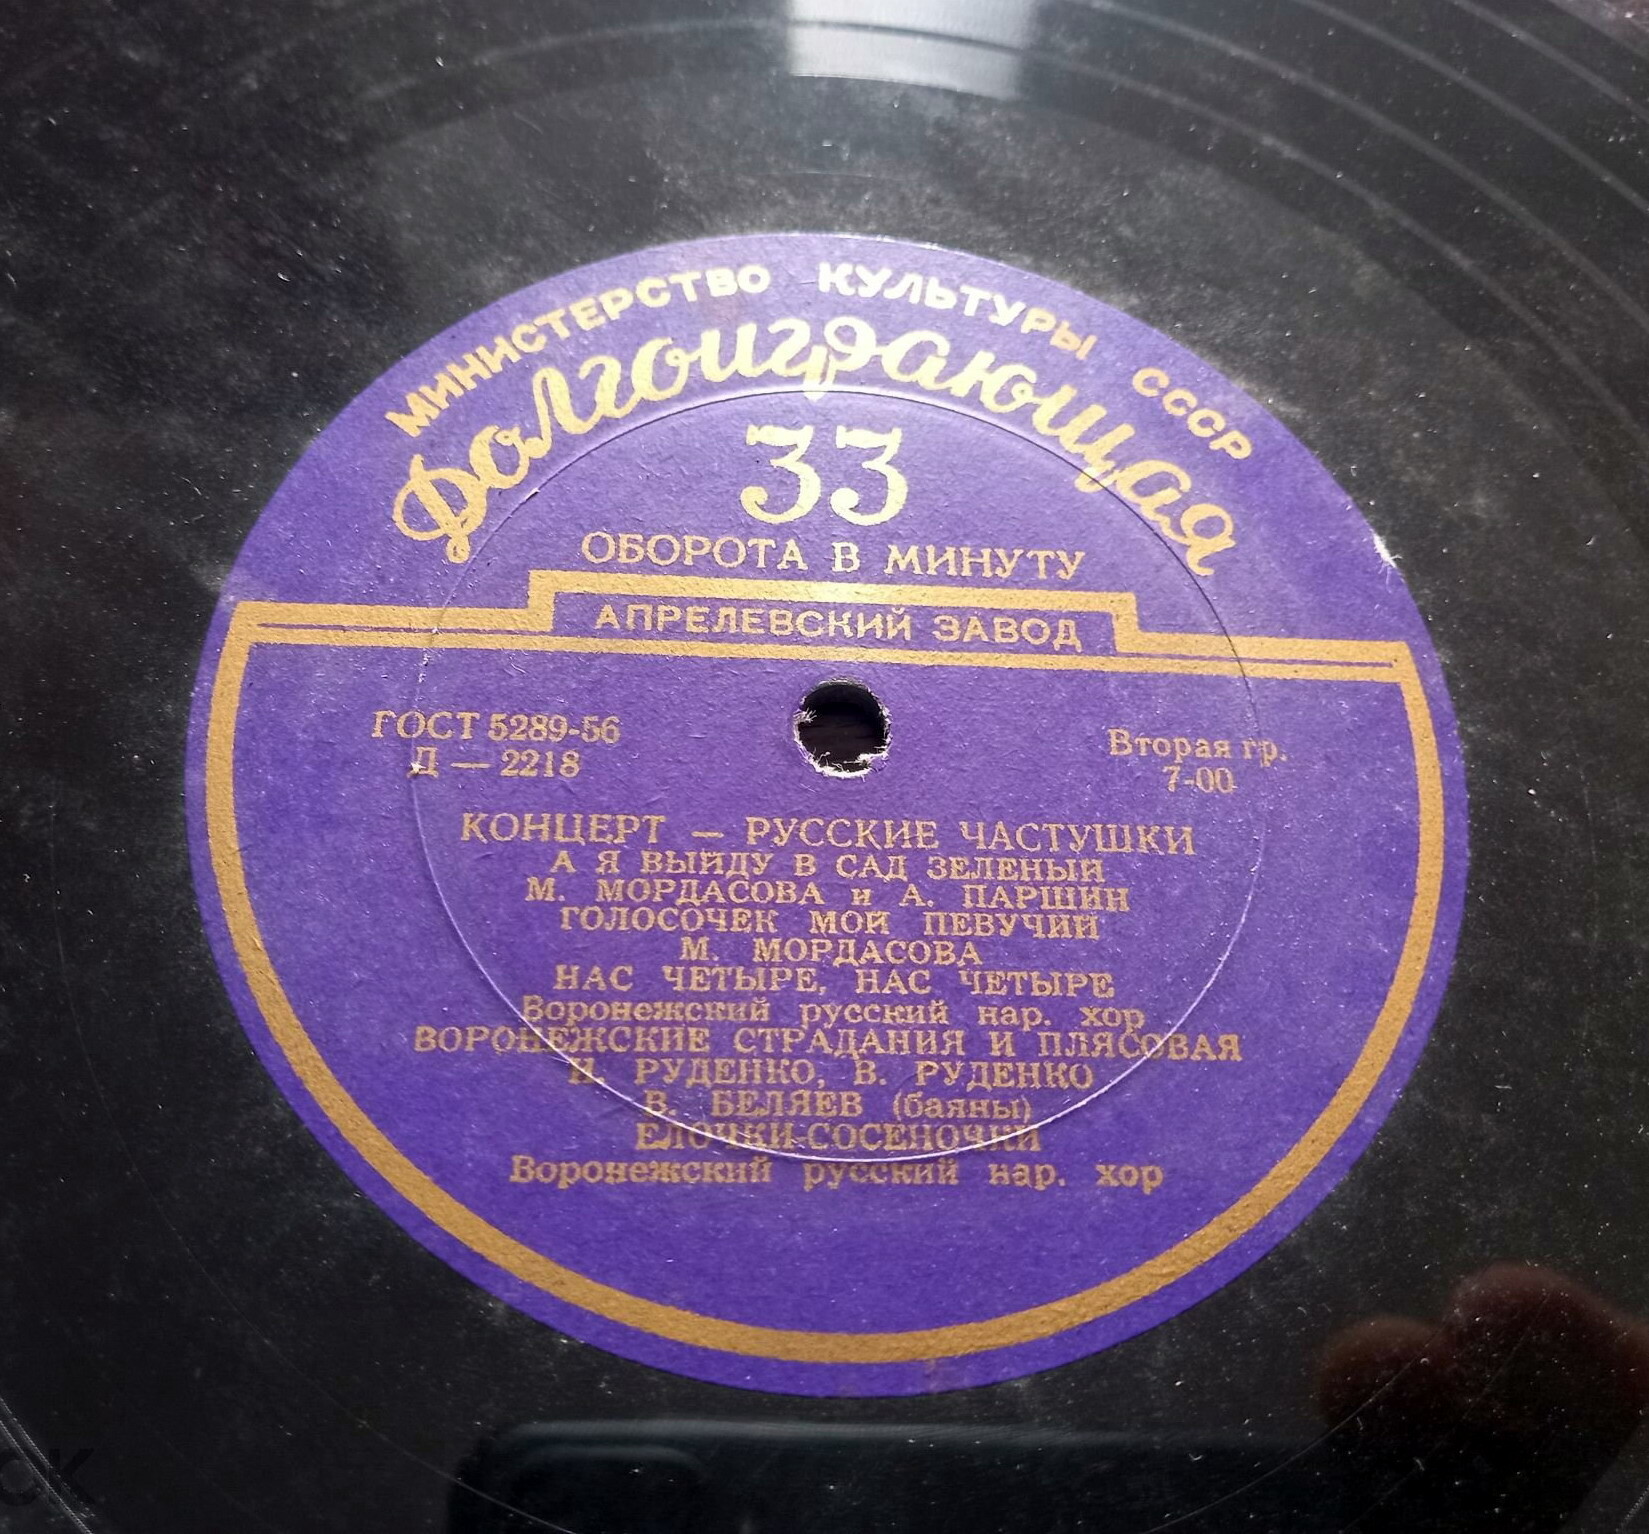 МИНИСТЕРСТВО КУЛЬТУРЫ СССР
Долгоиграющая
33
ОБОРОТА В МИНУТУ
АПРЕЛЕВСКИЙ ЗАВОД
ГОСТ 5289-56
Д — 2218
Вторая гр.
7-00
КОНЦЕРТ — РУССКИЕ ЧАСТУШКИ
А Я ВЫЙДУ В САД ЗЕЛЕНЫЙ
М. МОРДАСОВА и А. ПАРШИН
ГОЛОСОЧЕК МОЙ ПЕВУЧИЙ
М. МОРДАСОВА
НАС ЧЕТЫРЕ, НАС ЧЕТЫРЕ
Воронежский русский нар. хор
ВОРОНЕЖСКИЕ СТРАДАНИЯ И ПЛЯСОВАЯ
РУДЕНКО, В. РУДЕНКО
В. БЕЛЯЕВ (баяны)
ЕЛОЧКИ-СОСЕНОЧКИ
Воронежский русский нар. хор